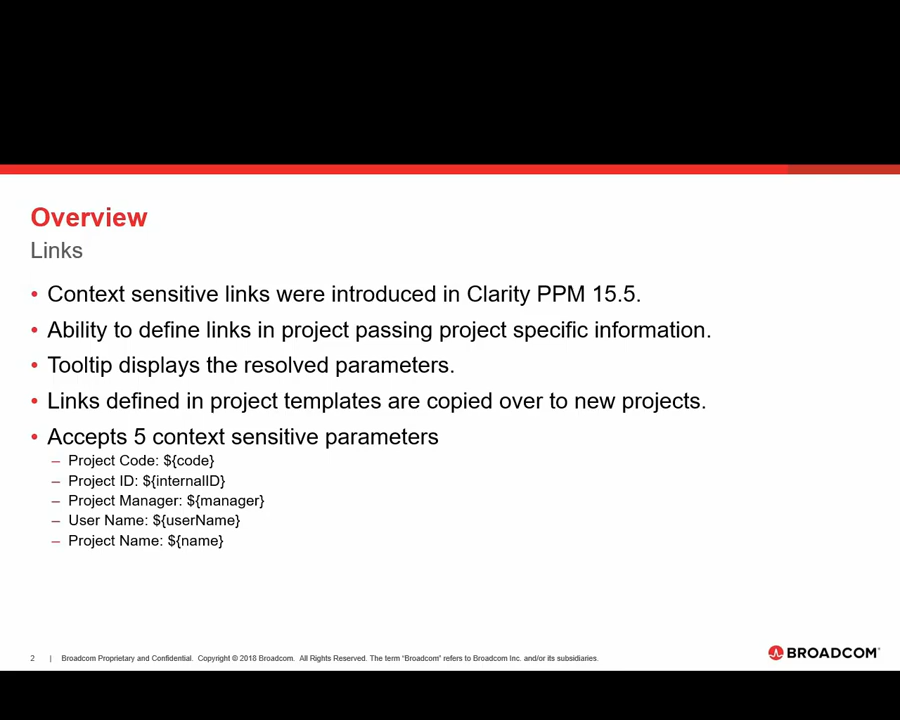 Overview
Links
• Context sensitive links were introduced in Clarity PPM 15.5.
• Ability to define links in project passing project specific information.
• Tooltip displays the resolved parameters.
• Links defined in project templates are copied over to new projects.
• Accepts 5 context sensitive parameters
– Project Code: ${code}
– Project ID: ${internalID}
– Project Manager: ${manager}
– User Name: ${userName}
– Project Name: ${name}
2 | Broadcom Proprietary and Confidential. Copyright © 2018 Broadcom. All Rights Reserved. The term “Broadcom” refers to Broadcom Inc. and/or its subsidiaries.
BROADCOM®